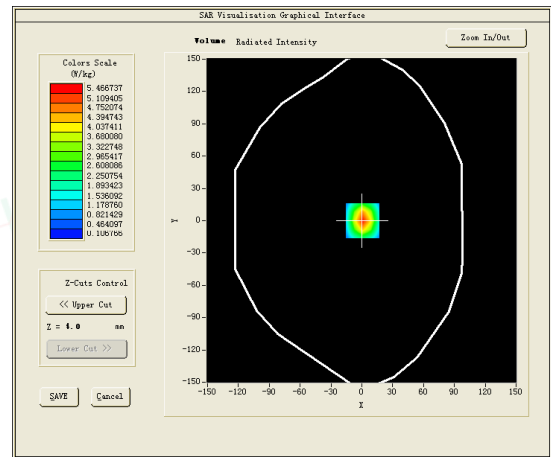 SAR Visualisation Graphical Interface
Volume Radiated Intensity
Zoom In/Out
Colors Scale
(W/kg)
5.466737
5.109405
4.752074
4.394743
4.037411
3.680080
3.322748
2.965417
2.608086
2.250754
1.893423
1.536092
1.178760
0.821429
0.464097
0.106766
150
120
90
60
30
0
-30
-60
-90
-120
-150
Y
-150 -120 -90 -60 -30 0 30 60 90 120 150
X
Z-Cuts Control
<< Upper Cut
Z = 4.0 mm
Lower Cut >>
SAVE Cancel